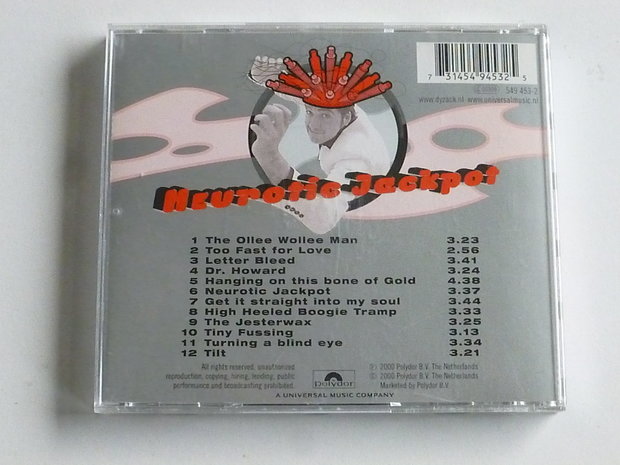 7 31454 94532 5
549 453-2
www.dyzack.nl www.universalmusic.nl
Neurotic Jackpot
1 The Ollee Wollee Man 3.23
2 Too Fast for Love 2.56
3 Letter Bleed 3.41
4 Dr. Howard 3.24
5 Hanging on this bone of Gold 4.38
6 Neurotic Jackpot 3.37
7 Get it straight into my soul 3.44
8 High Heeled Boogie Tramp 3.33
9 The Jesterwax 3.25
10 Tiny Fussing 3.13
11 Turning a blind eye 3.34
12 Tilt 3.21
All rights reserved. unauthorized
reproduction, copying, hiring, lending, public
performance and broadcasting prohibited.
Polydor
℗ 2000 Polydor B.V. The Netherlands
© 2000 Polydor B.V. The Netherlands
Marketed by Polydor B.V.
A UNIVERSAL MUSIC COMPANY